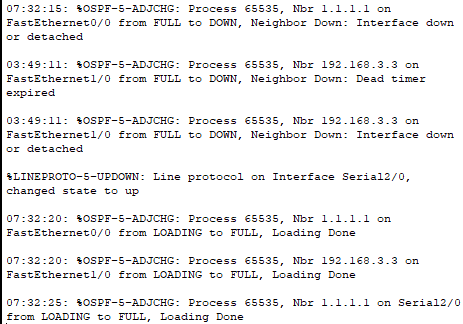 07:32:15: %OSPF-5-ADJCHG: Process 65535, Nbr 1.1.1.1 on
FastEthernet0/0 from FULL to DOWN, Neighbor Down: Interface down
or detached
03:49:11: %OSPF-5-ADJCHG: Process 65535, Nbr 192.168.3.3 on
FastEthernet1/0 from FULL to DOWN, Neighbor Down: Dead timer
expired
03:49:11: %OSPF-5-ADJCHG: Process 65535, Nbr 192.168.3.3 on
FastEthernet1/0 from FULL to DOWN, Neighbor Down: Interface down
or detached
%LINEPROTO-5-UPDOWN: Line protocol on Interface Serial2/0,
changed state to up
07:32:20: %OSPF-5-ADJCHG: Process 65535, Nbr 1.1.1.1 on
FastEthernet0/0 from LOADING to FULL, Loading Done
07:32:20: %OSPF-5-ADJCHG: Process 65535, Nbr 192.168.3.3 on
FastEthernet1/0 from LOADING to FULL, Loading Done
07:32:25: %OSPF-5-ADJCHG: Process 65535, Nbr 1.1.1.1 on Serial2/0
from LOADING to FULL, Loading Done